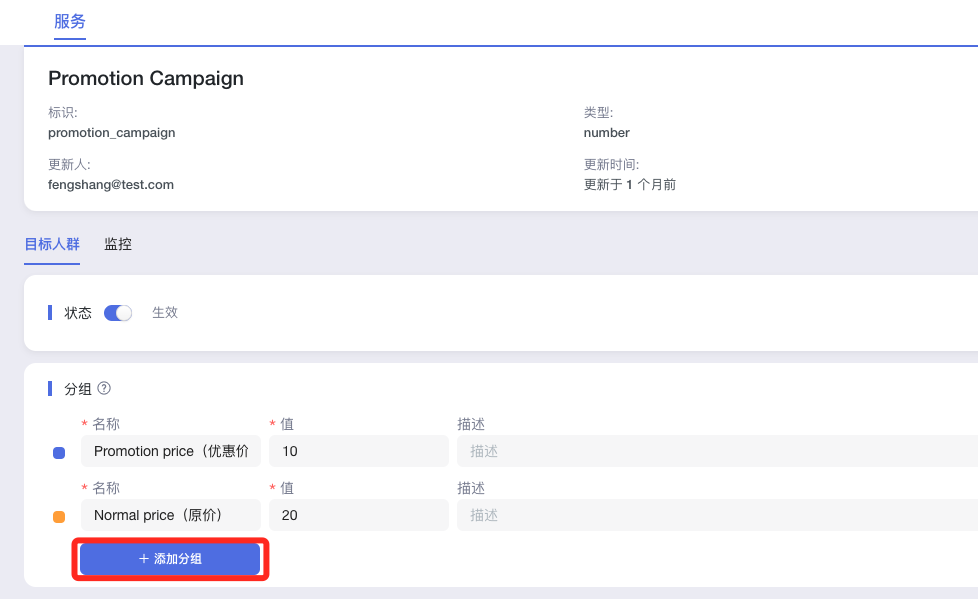 服务
Promotion Campaign
标识: 类型:
promotion_campaign number
更新人: 更新时间:
fengshang@test.com 更新于 1 个月前
目标人群 监控
状态 生效
分组 ?
* 名称 * 值 描述
Promotion price（优惠价 10 描述
* 名称 * 值 描述
Normal price（原价） 20 描述
+ 添加分组